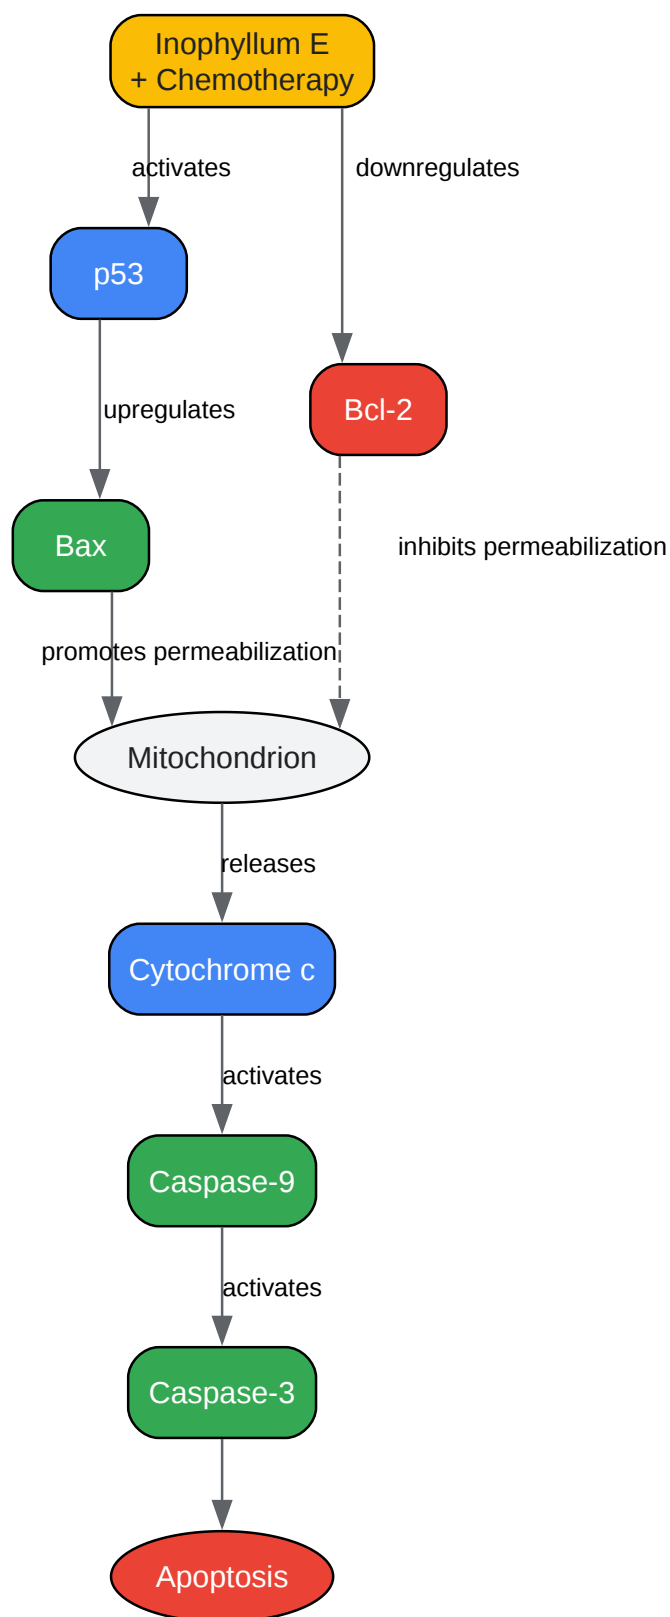 Inophyllum E
+ Chemotherapy
activates
downregulates
p53
upregulates
Bcl-2
Bax
inhibits permeabilization
promotes permeabilization
Mitochondrion
releases
Cytochrome c
activates
Caspase-9
activates
Caspase-3
Apoptosis